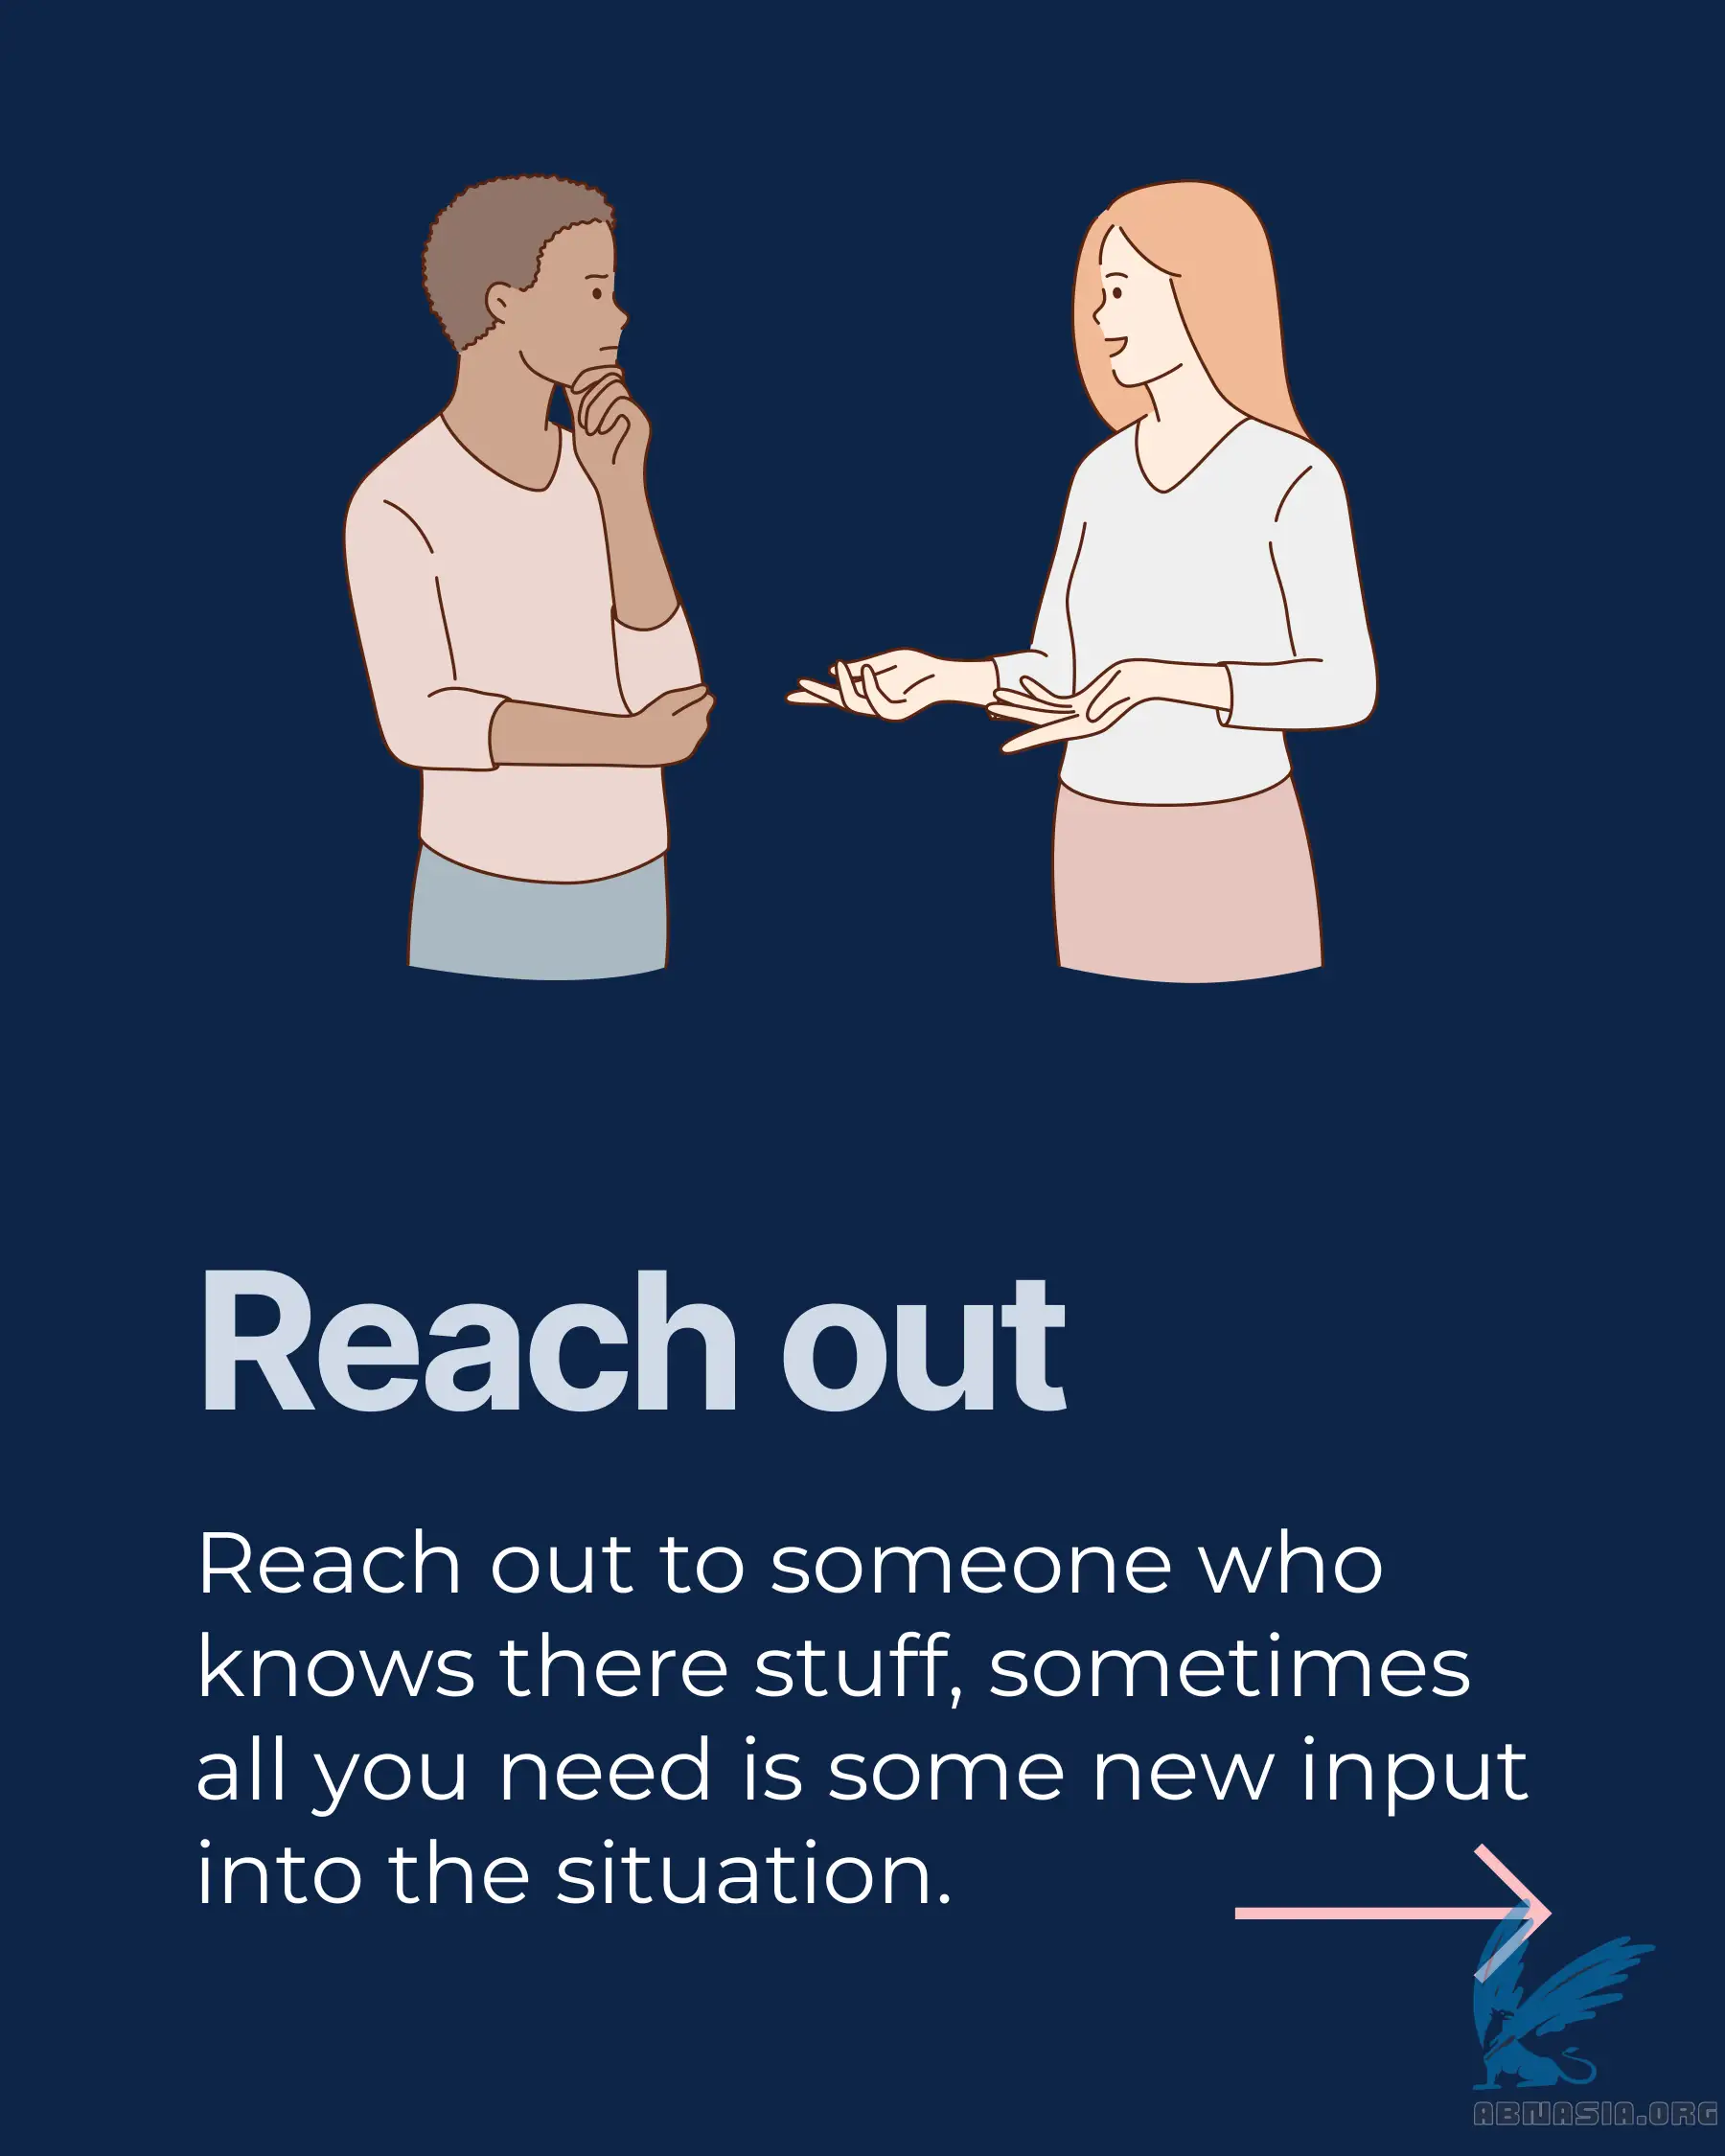 Reach out
Reach out to someone who
knows there stuff, sometimes
all you need is some new input
into the situation.
ABMASIA.ORG